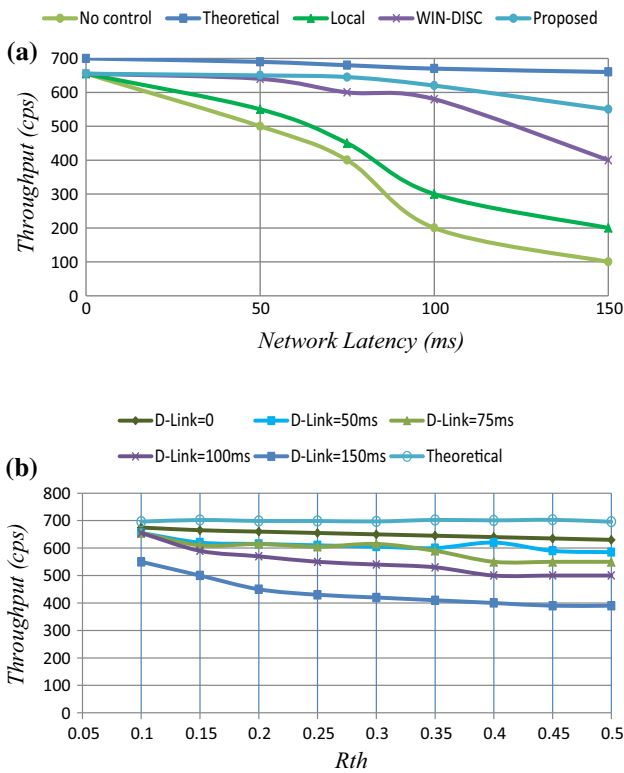 No control Theoretical Local WIN-DISC Proposed
(a)
700
600
500
400
300
200
100
0
Throughput (cps)
0 50 100 150
Network Latency (ms)
D-Link=0 D-Link=50ms D-Link=75ms
D-Link=100ms D-Link=150ms Theoretical
(b)
800
700
600
500
400
300
200
100
0
Throughput (cps)
0.05 0.1 0.15 0.2 0.25 0.3 0.35 0.4 0.45 0.5
Rth